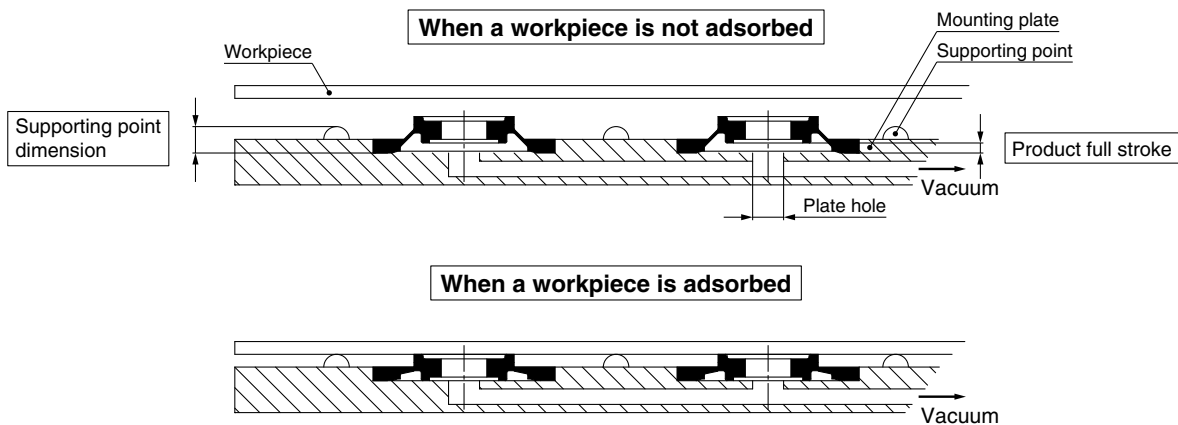 When a workpiece is not adsorbed
Mounting plate
Supporting point
Workpiece
Supporting point
dimension
Product full stroke
Vacuum
Plate hole
When a workpiece is adsorbed
Vacuum